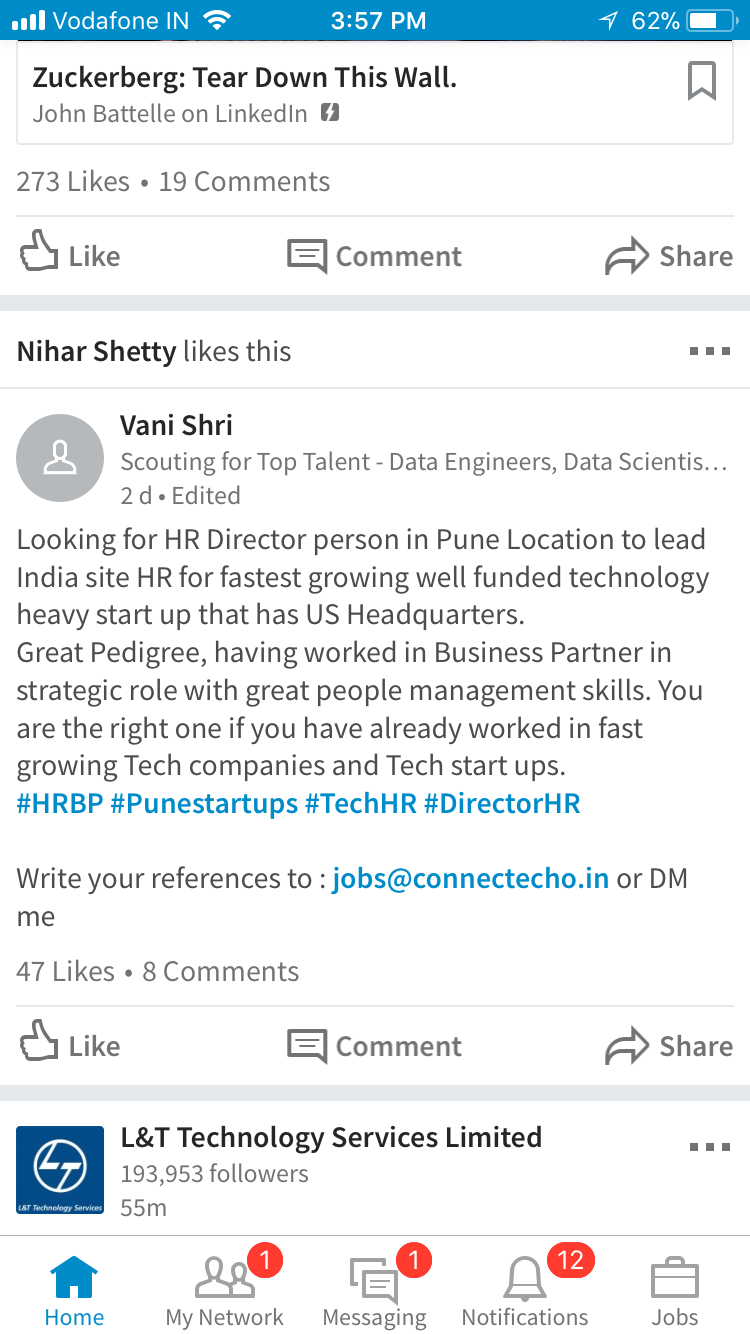 Vodafone IN 3:57 PM 62%
Zuckerberg: Tear Down This Wall.
John Battelle on LinkedIn
273 Likes • 19 Comments
Like Comment Share
Nihar Shetty likes this
Vani Shri
Scouting for Top Talent - Data Engineers, Data Scientis...
2 d • Edited
Looking for HR Director person in Pune Location to lead
India site HR for fastest growing well funded technology
heavy start up that has US Headquarters.
Great Pedigree, having worked in Business Partner in
strategic role with great people management skills. You
are the right one if you have already worked in fast
growing Tech companies and Tech start ups.
#HRBP #Punestartups #TechHR #DirectorHR
Write your references to : jobs@connectecho.in or DM
me
47 Likes • 8 Comments
Like Comment Share
L&T Technology Services Limited
193,953 followers
L&T Technology Services
55m
1 1 12
Home My Network Messaging Notifications Jobs